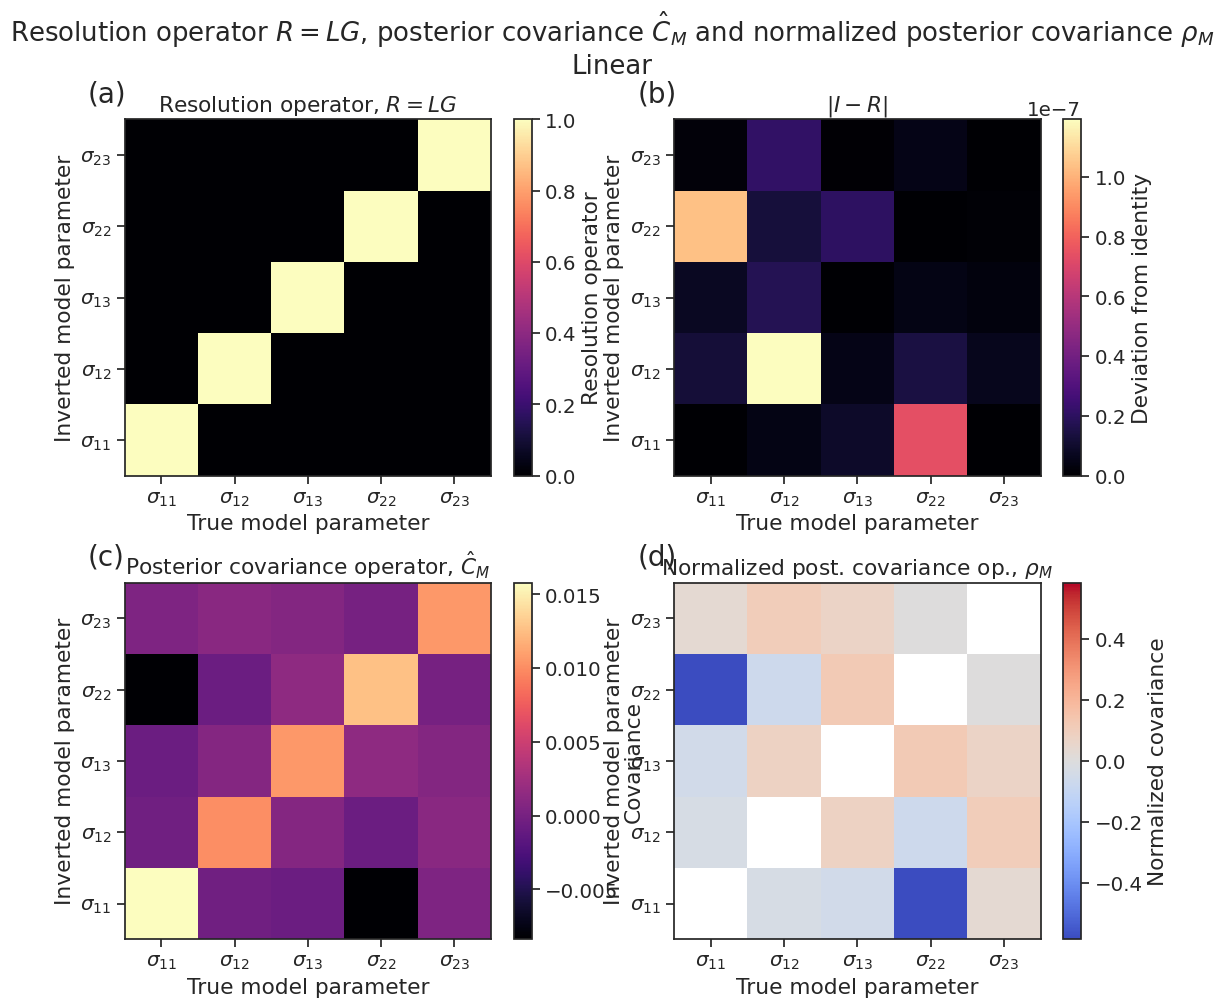 Resolution operator R = LG, posterior covariance Ĉ_M and normalized posterior covariance ρ_M
Linear
(a)
Resolution operator, R = LG
σ23
σ22
σ13
σ12
σ11
Inverted model parameter
σ11 σ12 σ13 σ22 σ23
True model parameter
1.0
0.8
0.6
0.4
0.2
0.0
Resolution operator
(b)
|I − R|
1e−7
σ23
σ22
σ13
σ12
σ11
Inverted model parameter
σ11 σ12 σ13 σ22 σ23
True model parameter
1.0
0.8
0.6
0.4
0.2
0.0
Deviation from identity
(c)
Posterior covariance operator, Ĉ_M
σ23
σ22
σ13
σ12
σ11
Inverted model parameter
σ11 σ12 σ13 σ22 σ23
True model parameter
0.015
0.010
0.005
0.000
−0.005
Covariance
(d)
Normalized post. covariance op., ρ_M
σ23
σ22
σ13
σ12
σ11
Inverted model parameter
σ11 σ12 σ13 σ22 σ23
True model parameter
0.4
0.2
0.0
−0.2
−0.4
Normalized covariance